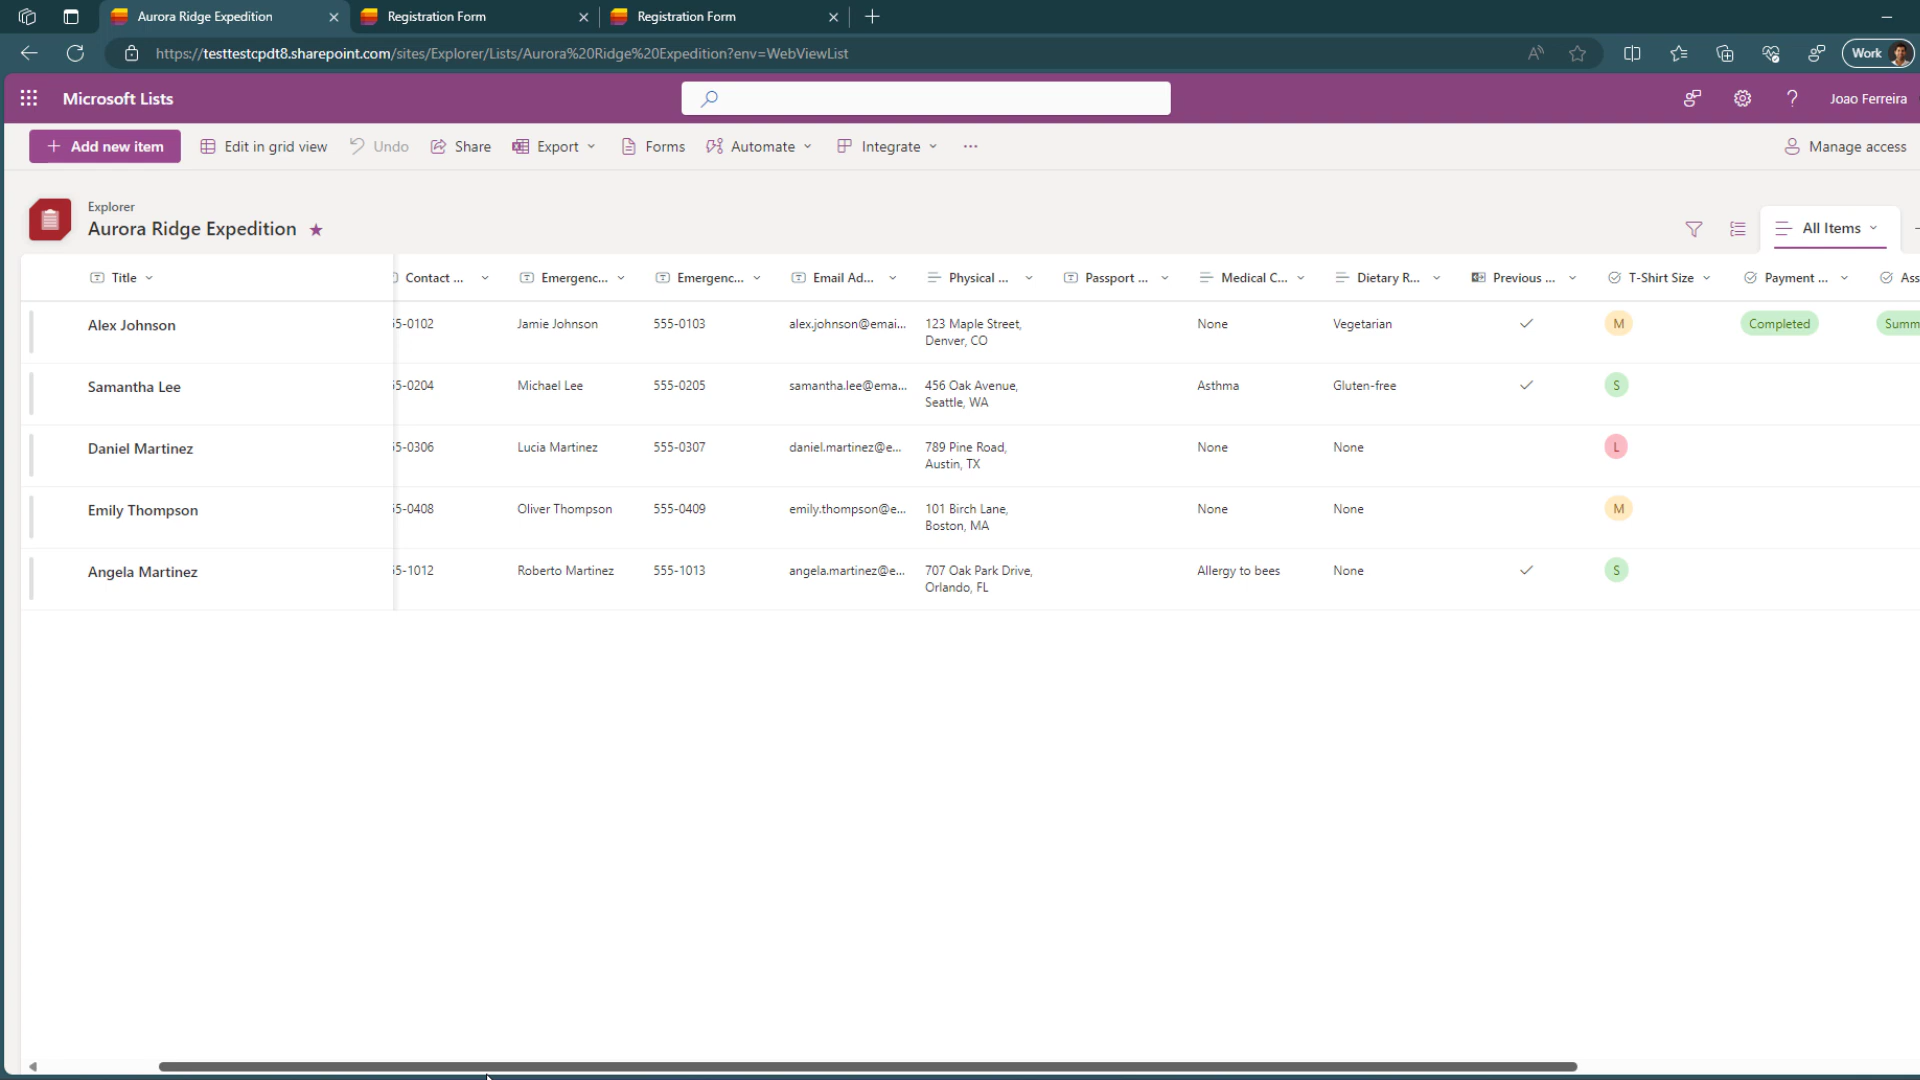 Aurora Ridge Expedition
Registration Form
Registration Form
https://testtestcpdt8.sharepoint.com/sites/Explorer/Lists/Aurora%20Ridge%20Expedition?env=WebViewList
Work
Microsoft Lists
Joao Ferreira
Add new item
Edit in grid view
Undo
Share
Export
Forms
Automate
Integrate
Manage access
Explorer
Aurora Ridge Expedition
All Items
Title Contact ... Emergenc... Emergenc... Email Ad... Physical ... Passport ... Medical C... Dietary R... Previous ... T-Shirt Size Payment ... Ass
Alex Johnson 5-0102 Jamie Johnson 555-0103 alex.johnson@emai... 123 Maple Street, None Vegetarian M Completed Summ
Denver, CO
Samantha Lee 5-0204 Michael Lee 555-0205 samantha.lee@ema... 456 Oak Avenue, Asthma Gluten-free S
Seattle, WA
Daniel Martinez 5-0306 Lucia Martinez 555-0307 daniel.martinez@e... 789 Pine Road, None None L
Austin, TX
Emily Thompson 5-0408 Oliver Thompson 555-0409 emily.thompson@e... 101 Birch Lane, None None M
Boston, MA
Angela Martinez 5-1012 Roberto Martinez 555-1013 angela.martinez@e... 707 Oak Park Drive, Allergy to bees None S
Orlando, FL